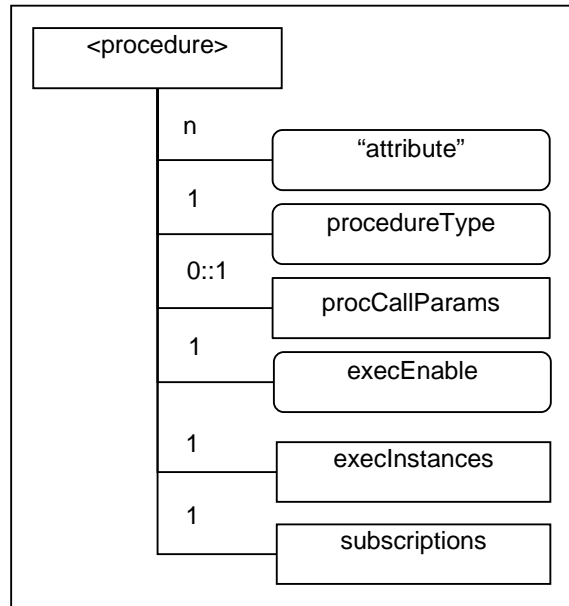 <procedure>
n
“attribute”
1
procedureType
0::1
procCallParams
1
execEnable
1
execInstances
1
subscriptions